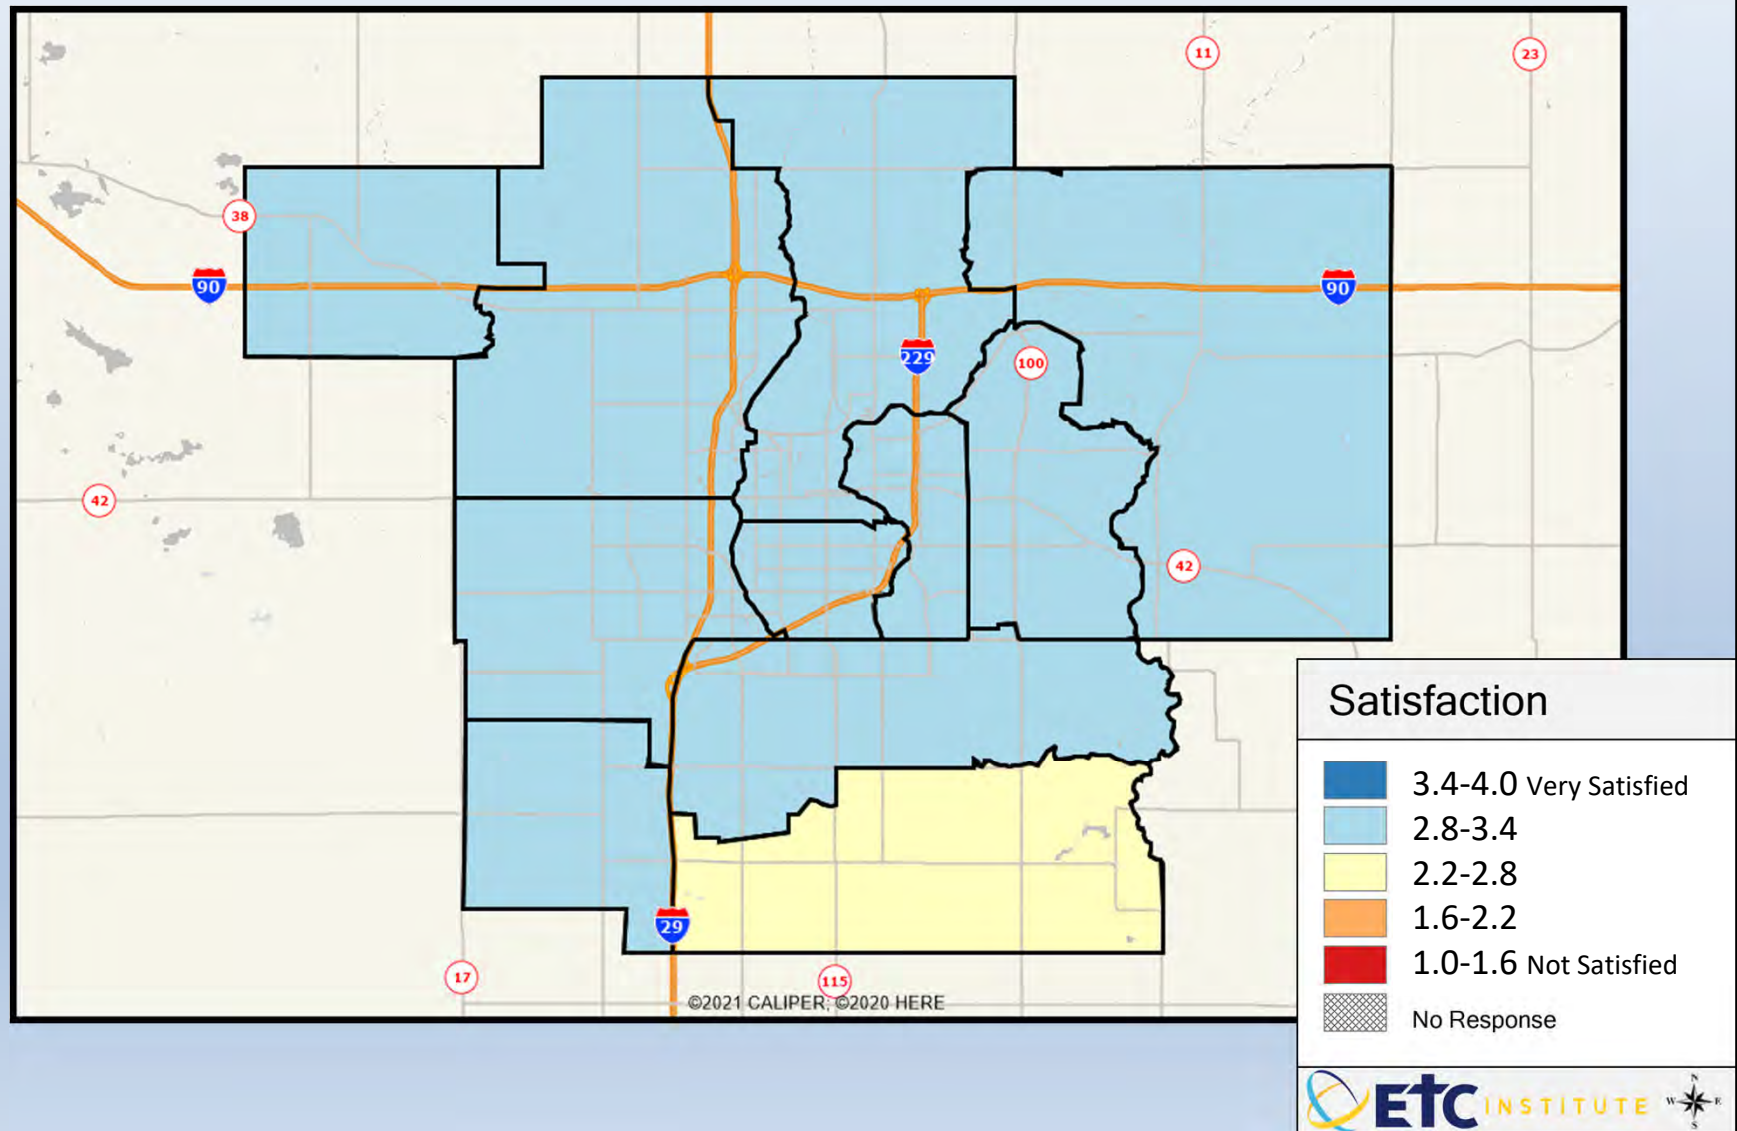 11
23
38
90
90
229
100
42
42
29
17
115
©2021 CALIPER; ©2020 HERE
Satisfaction
3.4-4.0 Very Satisfied
2.8-3.4
2.2-2.8
1.6-2.2
1.0-1.6 Not Satisfied
No Response
ETC INSTITUTE
N
W E
S